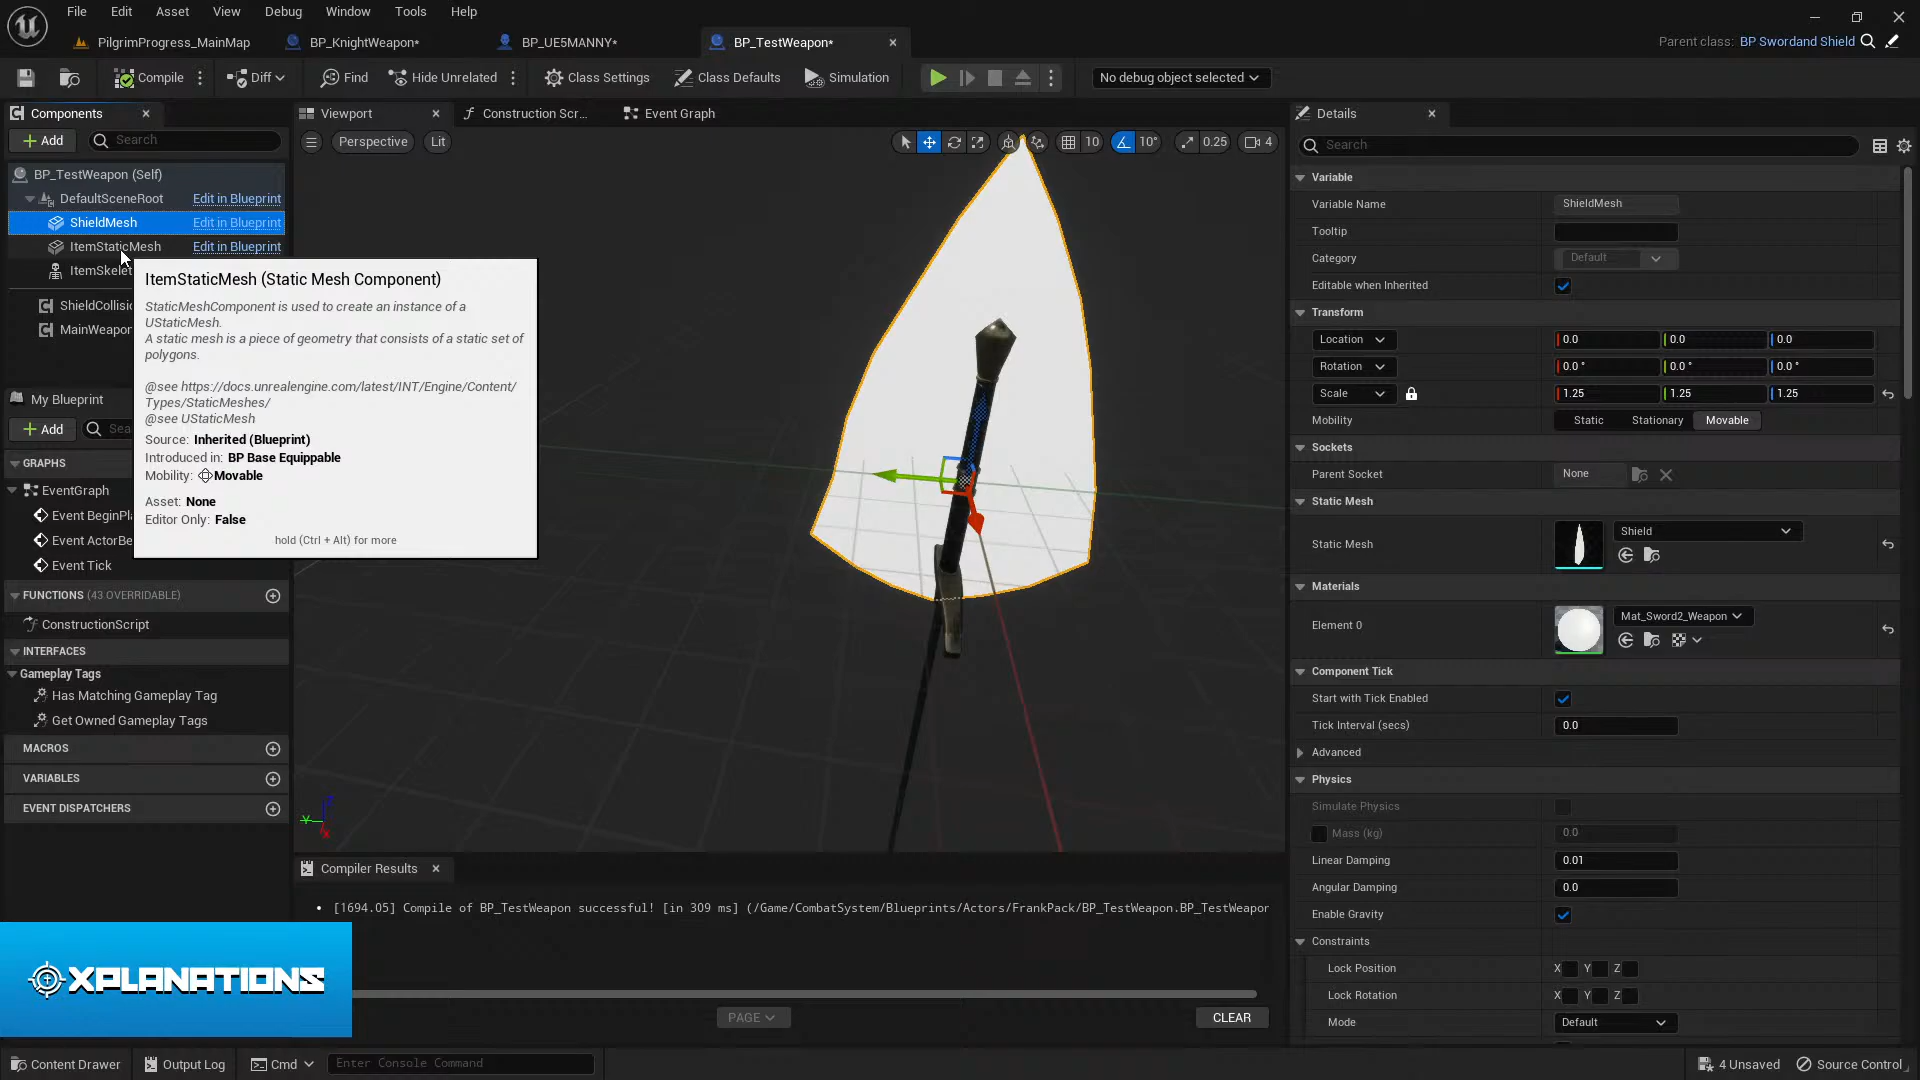 File Edit Asset View Debug Window Tools Help
PilgrimProgress_MainMap BP_KnightWeapon* BP_UE5MANNY* BP_TestWeapon*
Parent class: BP Swordand Shield
Compile Diff Find Hide Unrelated Class Settings Class Defaults Simulation No debug object selected
Components Viewport Construction Scr... Event Graph Details
Add Search Perspective Lit 10 10° 0.25 4 Search
BP_TestWeapon (Self)
DefaultSceneRoot Edit in Blueprint
ShieldMesh Edit in Blueprint
ItemStaticMesh Edit in Blueprint
ItemSkelet
ShieldCollisi
MainWeapon
ItemStaticMesh (Static Mesh Component)
StaticMeshComponent is used to create an instance of a
UStaticMesh.
A static mesh is a piece of geometry that consists of a static set of
polygons.
@see https://docs.unrealengine.com/latest/INT/Engine/Content/
Types/StaticMeshes/
@see UStaticMesh
Source: Inherited (Blueprint)
Introduced in: BP Base Equippable
Mobility: Movable
Asset: None
Editor Only: False
hold (Ctrl + Alt) for more
My Blueprint
Add Sea
GRAPHS
EventGraph
Event BeginPl
Event ActorBe
Event Tick
FUNCTIONS (43 OVERRIDABLE)
ConstructionScript
INTERFACES
Gameplay Tags
Has Matching Gameplay Tag
Get Owned Gameplay Tags
MACROS
VARIABLES
EVENT DISPATCHERS
Variable
Variable Name ShieldMesh
Tooltip
Category Default
Editable when Inherited
Transform
Location 0.0 0.0 0.0
Rotation 0.0 ° 0.0 ° 0.0 °
Scale 1.25 1.25 1.25
Mobility Static Stationary Movable
Sockets
Parent Socket None
Static Mesh
Static Mesh Shield
Materials
Element 0 Mat_Sword2_Weapon
Component Tick
Start with Tick Enabled
Tick Interval (secs) 0.0
Advanced
Physics
Simulate Physics
Mass (kg) 0.0
Linear Damping 0.01
Angular Damping 0.0
Enable Gravity
Constraints
Lock Position X Y Z
Lock Rotation X Y Z
Mode Default
Compiler Results
[1694.05] Compile of BP_TestWeapon successful! [in 309 ms] (/Game/CombatSystem/Blueprints/Actors/FrankPack/BP_TestWeapon.BP_TestWeapon
XPLANATIONS
PAGE CLEAR
Content Drawer Output Log Cmd Enter Console Command 4 Unsaved Source Control